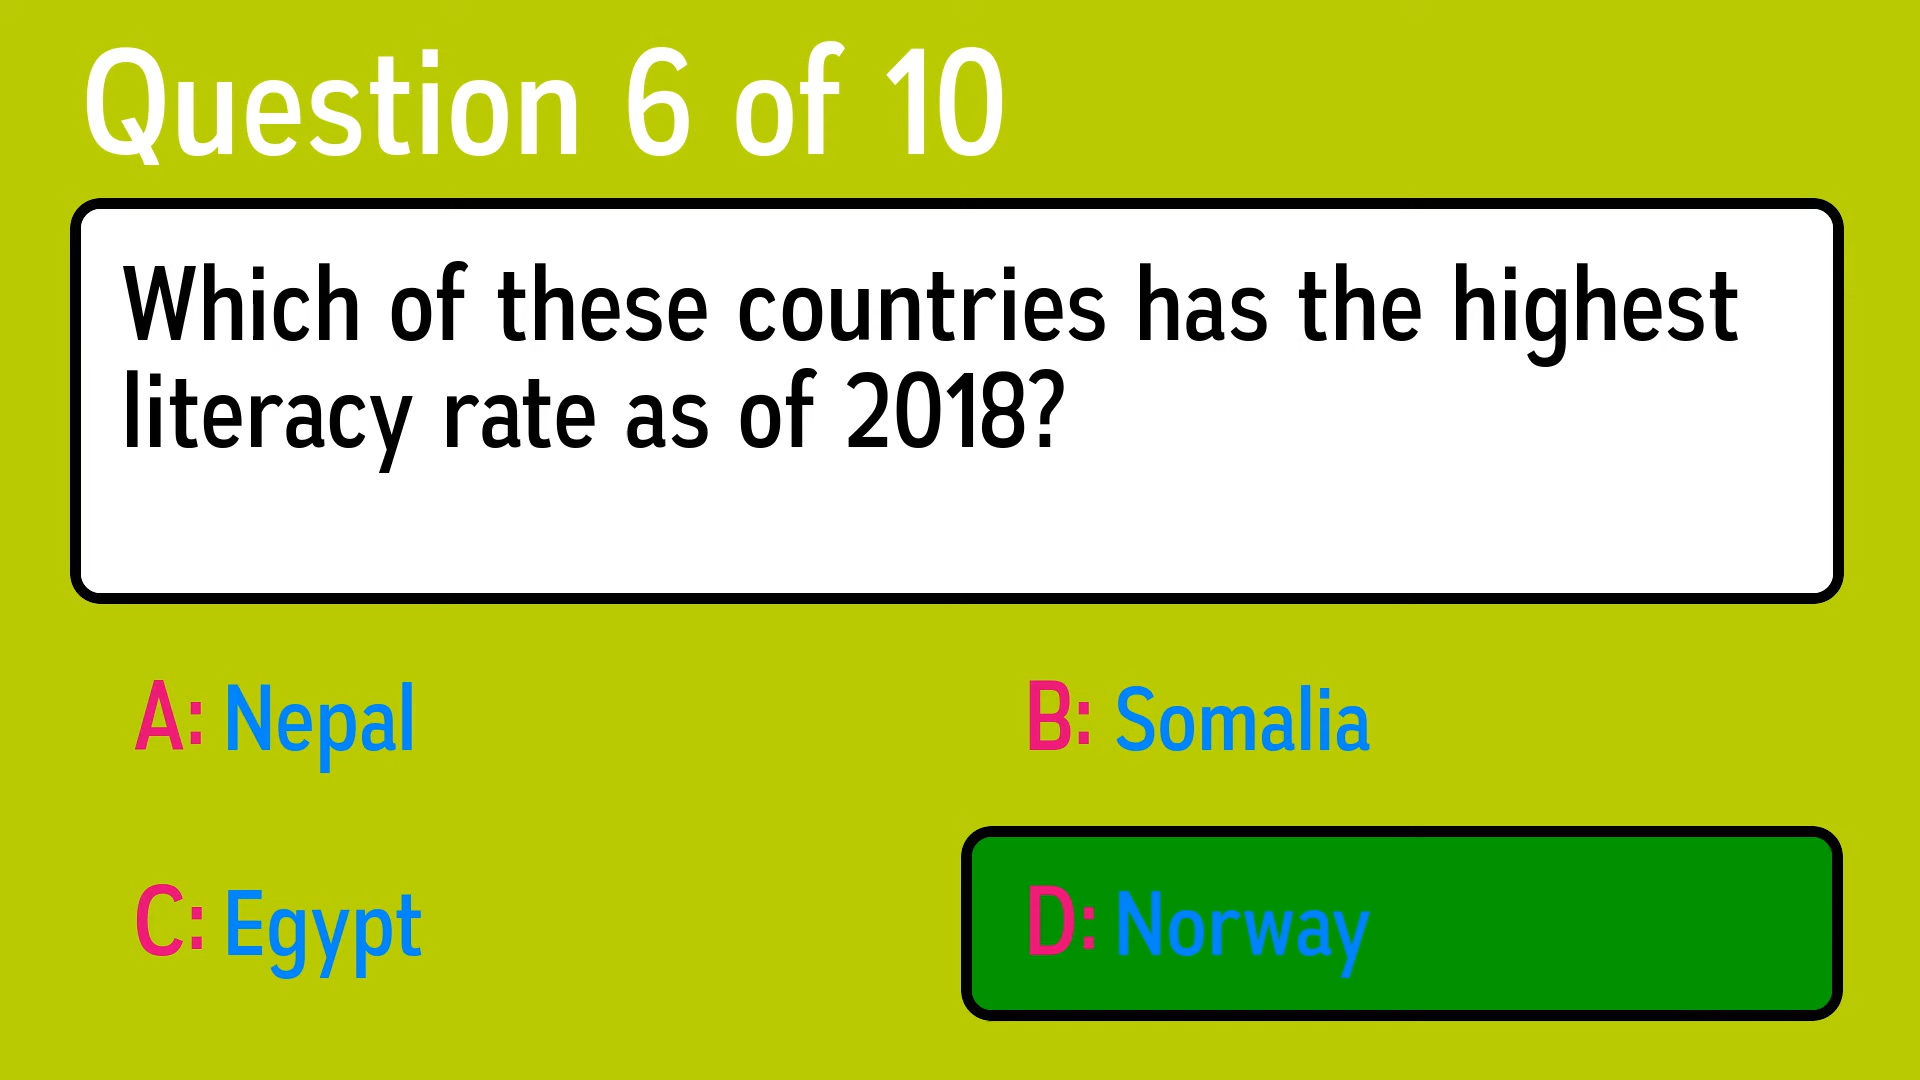 Question 6 of 10
Which of these countries has the highest
literacy rate as of 2018?
A: Nepal
B: Somalia
C: Egypt
D: Norway